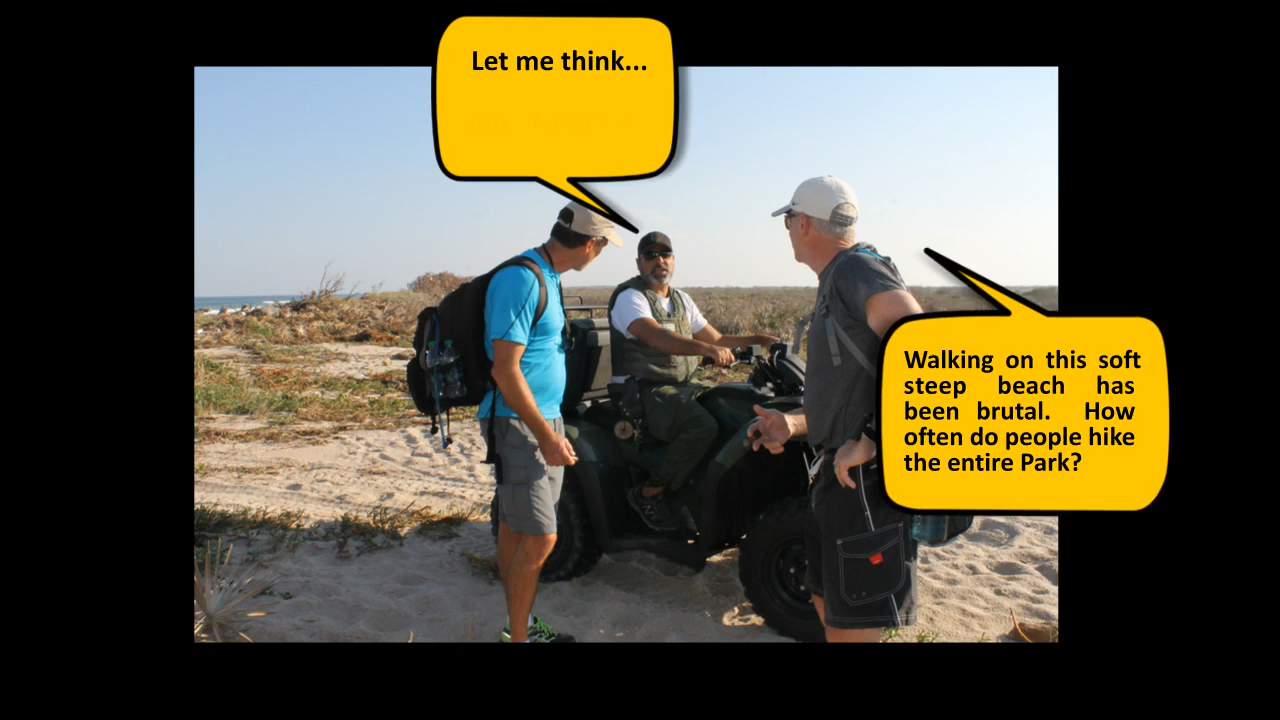 Let me think...
Walking on this soft
steep beach has
been brutal. How
often do people hike
the entire Park?